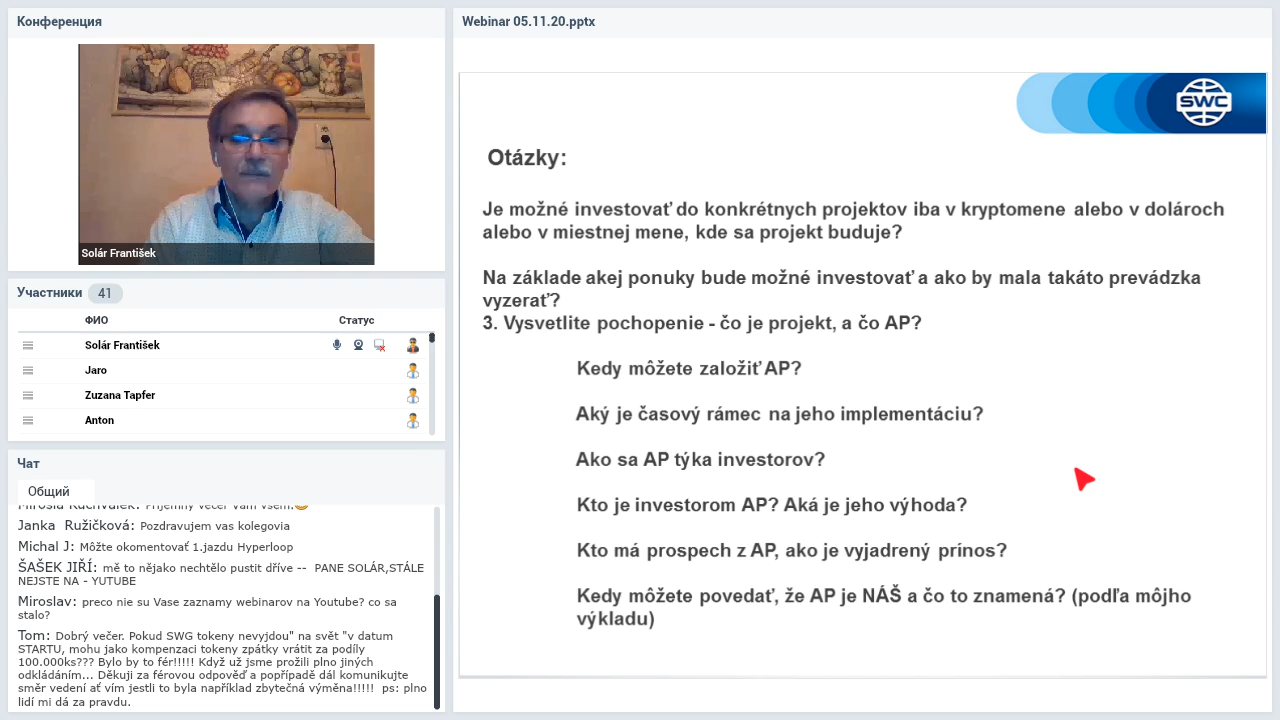 Конференция
Solár František
Участники 41
ФИО Статус
Solár František
Jaro
Zuzana Tapfer
Anton
Чат
Общий
Janka Ružičková: Pozdravujem vas kolegovia
Michal J: Môžte okomentovať 1.jazdu Hyperloop
ŠAŠEK JIŘÍ: mě to nějako nechtělo pustit dříve -- PANE SOLÁR,STÁLE
NEJSTE NA - YUTUBE
Miroslav: preco nie su Vase zaznamy webinarov na Youtube? co sa
stalo?
Tom: Dobrý večer. Pokud SWG tokeny nevyjdou" na svět "v datum
STARTU, mohu jako kompenzaci tokeny zpátky vrátit za podíly
100.000ks??? Bylo by to fér!!!!! Když už jsme prožili plno jiných
odkládáním... Děkuji za férovou odpověď a popřípadě dál komunikujte
směr vedení ať vím jestli to byla například zbytečná výměna!!!!! ps: plno
lidí mi dá za pravdu.
Webinar 05.11.20.pptx
SWC
Otázky:
Je možné investovať do konkrétnych projektov iba v kryptomene alebo v dolároch
alebo v miestnej mene, kde sa projekt buduje?
Na základe akej ponuky bude možné investovať a ako by mala takáto prevádzka
vyzerať?
3. Vysvetlite pochopenie - čo je projekt, a čo AP?
Kedy môžete založiť AP?
Aký je časový rámec na jeho implementáciu?
Ako sa AP týka investorov?
Kto je investorom AP? Aká je jeho výhoda?
Kto má prospech z AP, ako je vyjadrený prínos?
Kedy môžete povedať, že AP je NÁŠ a čo to znamená? (podľa môjho
výkladu)